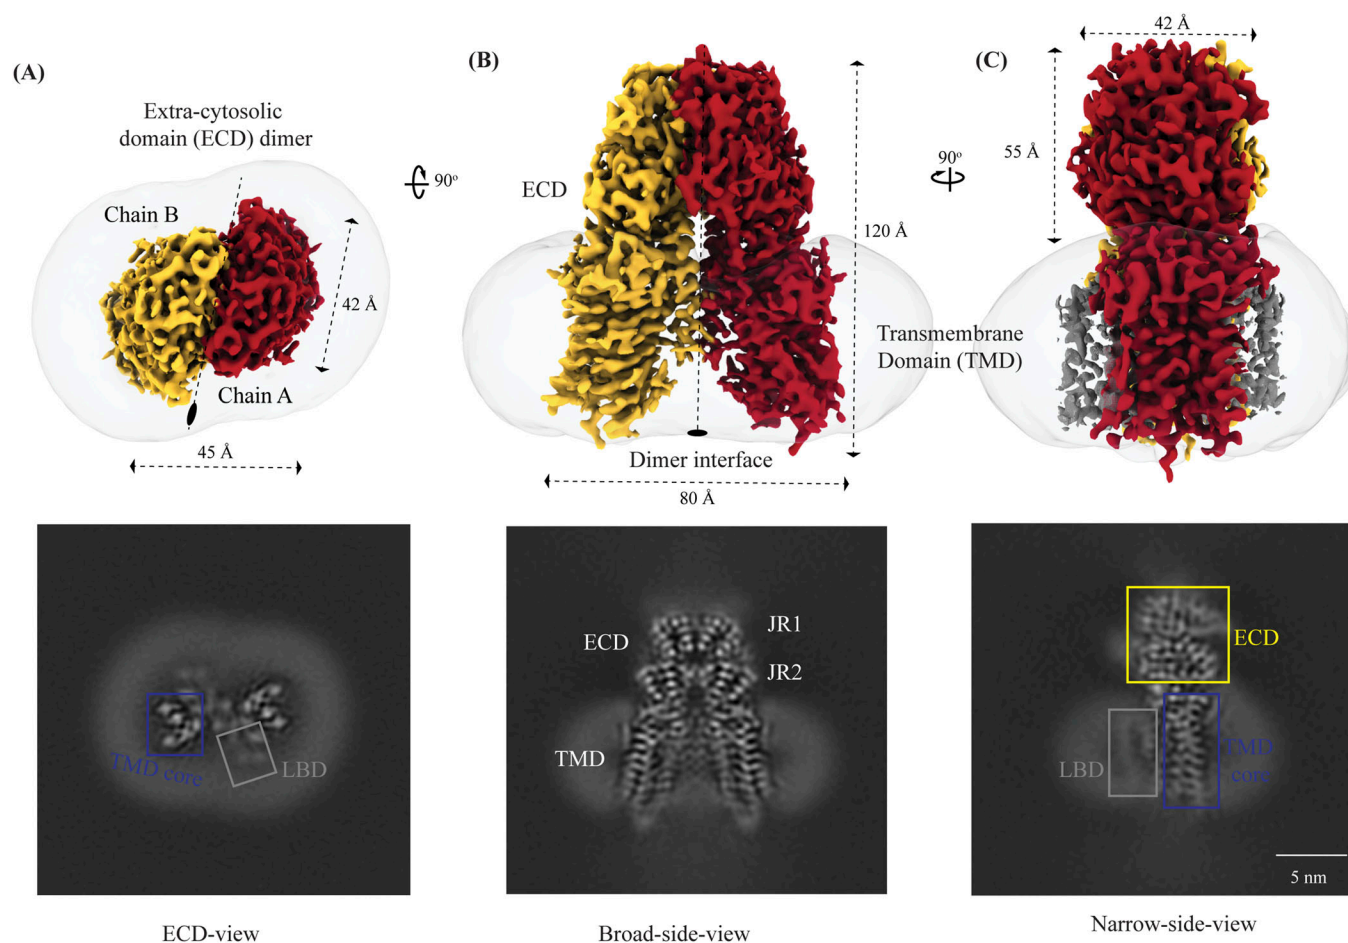 (A)
Extra-cytosolic
domain (ECD) dimer
Chain B
42 Å
Chain A
45 Å
90º
(B)
ECD
120 Å
Dimer interface
80 Å
Transmembrane
Domain (TMD)
90º
(C)
42 Å
55 Å
TMD core
LBD
ECD-view
ECD
JR1
JR2
TMD
Broad-side-view
ECD
LBD
TMD
core
5 nm
Narrow-side-view